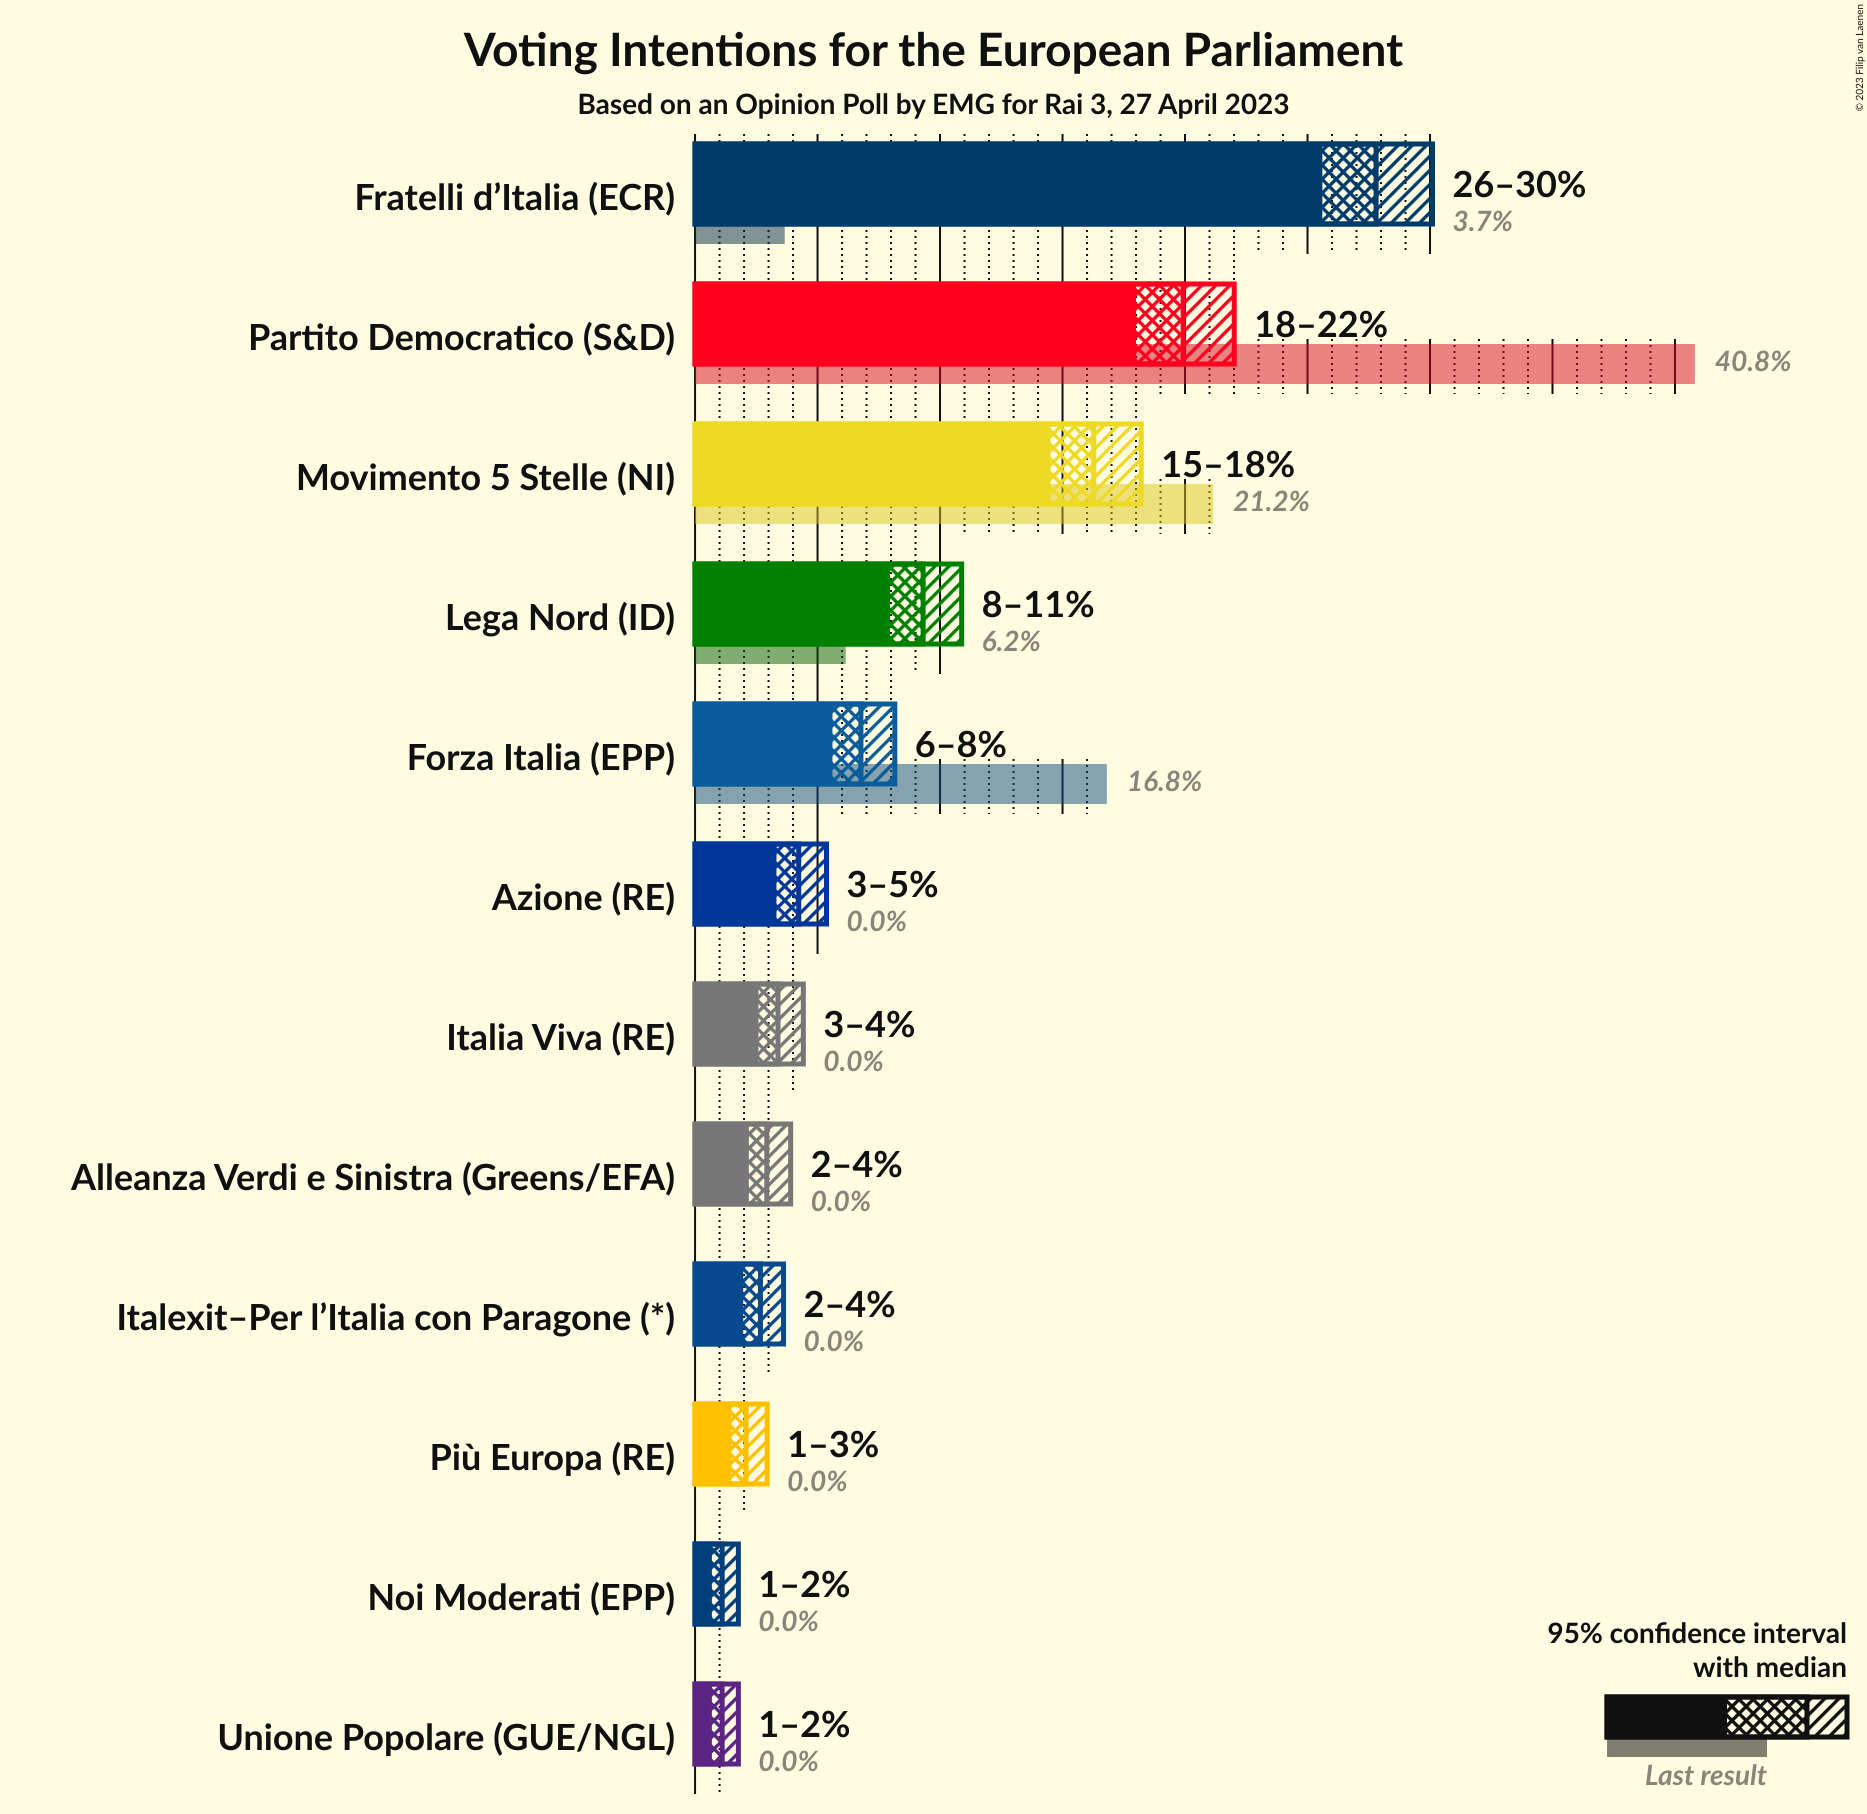 Voting Intentions for the European Parliament
Based on an Opinion Poll by EMG for Rai 3, 27 April 2023
© 2023 Filip van Laenen
Fratelli d’Italia (ECR)
26–30%
3.7%
Partito Democratico (S&D)
18–22%
40.8%
Movimento 5 Stelle (NI)
15–18%
21.2%
Lega Nord (ID)
8–11%
6.2%
Forza Italia (EPP)
6–8%
16.8%
Azione (RE)
3–5%
0.0%
Italia Viva (RE)
3–4%
0.0%
Alleanza Verdi e Sinistra (Greens/EFA)
2–4%
0.0%
Italexit–Per l’Italia con Paragone (*)
2–4%
0.0%
Più Europa (RE)
1–3%
0.0%
Noi Moderati (EPP)
1–2%
0.0%
Unione Popolare (GUE/NGL)
1–2%
0.0%
95% confidence interval
with median
Last result